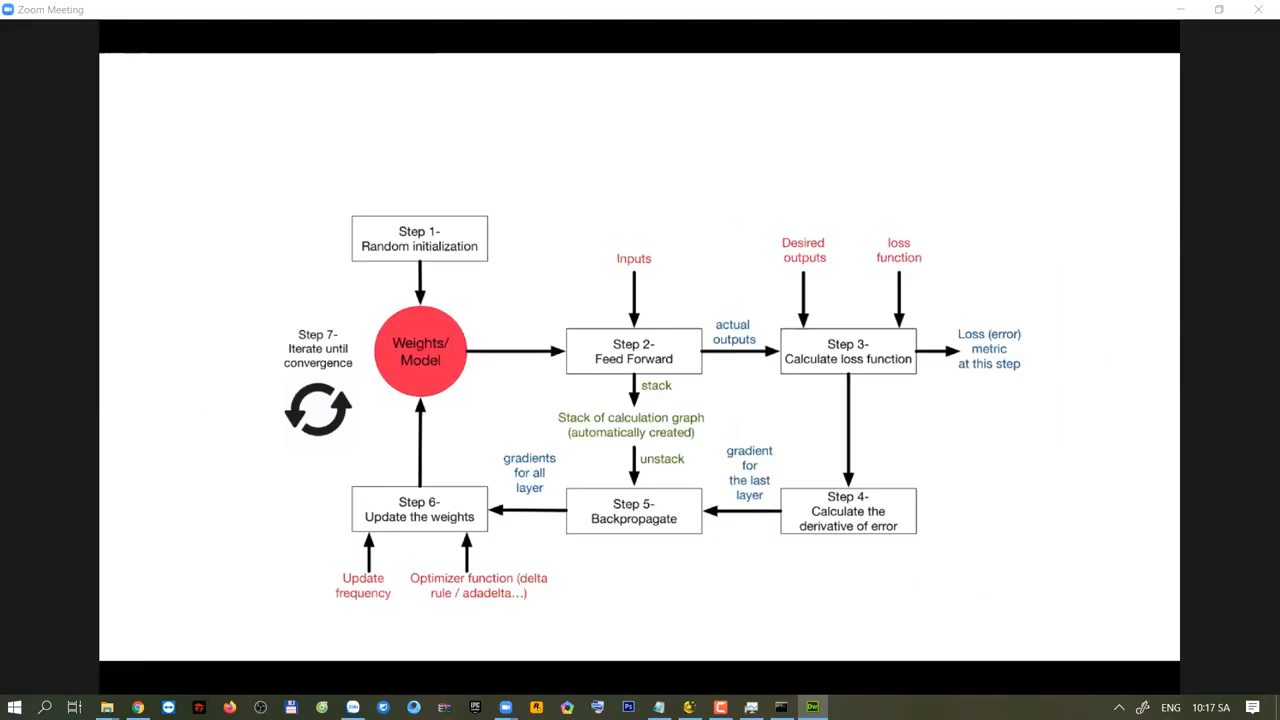 Zoom Meeting
Step 1-
Random initialization
Desired
outputs
loss
function
Inputs
Step 7-
Iterate until
convergence
Weights/
Model
Step 2-
Feed Forward
actual
outputs
Step 3-
Calculate loss function
Loss (error)
metric
at this step
stack
Stack of calculation graph
(automatically created)
unstack
gradients
for all
layer
gradient
for
the last
layer
Step 6-
Update the weights
Step 5-
Backpropagate
Step 4-
Calculate the
derivative of error
Update
frequency
Optimizer function (delta
rule / adadelta...)
EPIC
Ps
Dw
ENG
10:17 SA